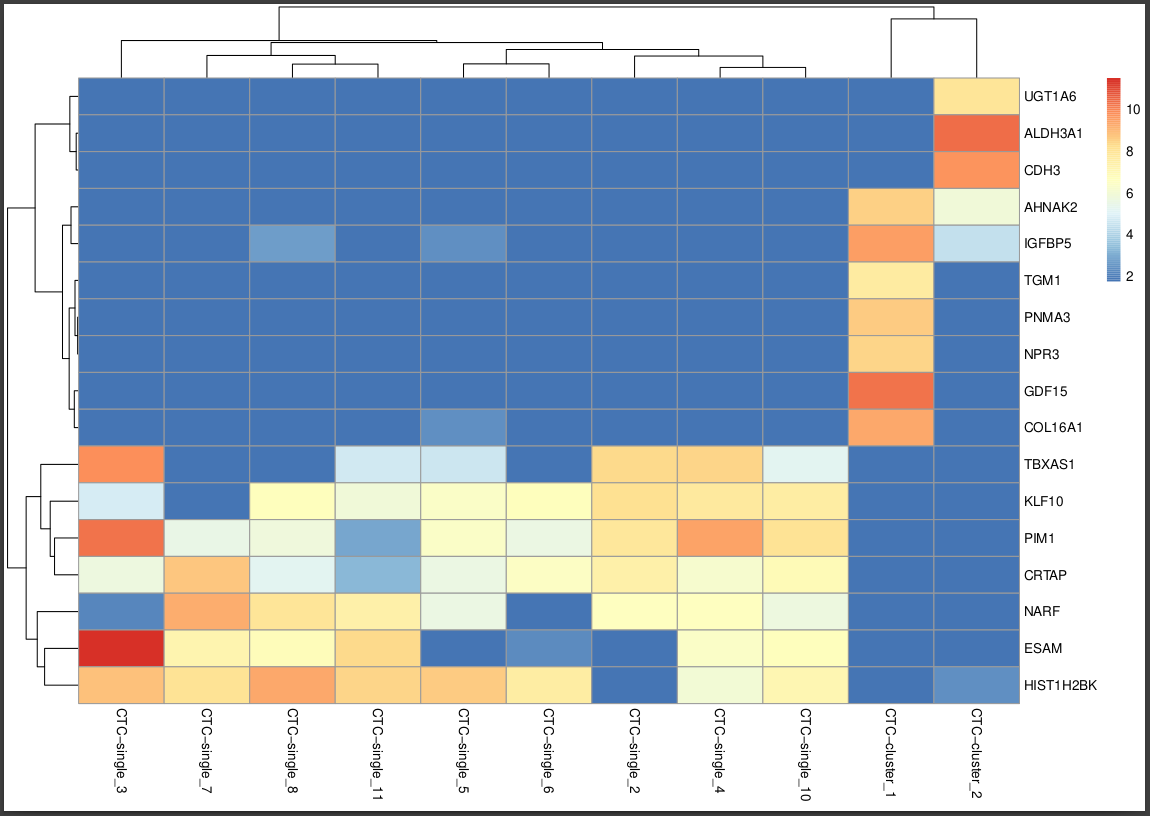 UGT1A6
ALDH3A1
CDH3
AHNAK2
IGFBP5
TGM1
PNMA3
NPR3
GDF15
COL16A1
TBXAS1
KLF10
PIM1
CRTAP
NARF
ESAM
HIST1H2BK
10
8
6
4
2
CTC−single_3
CTC−single_7
CTC−single_8
CTC−single_11
CTC−single_5
CTC−single_6
CTC−single_2
CTC−single_4
CTC−single_10
CTC−cluster_1
CTC−cluster_2